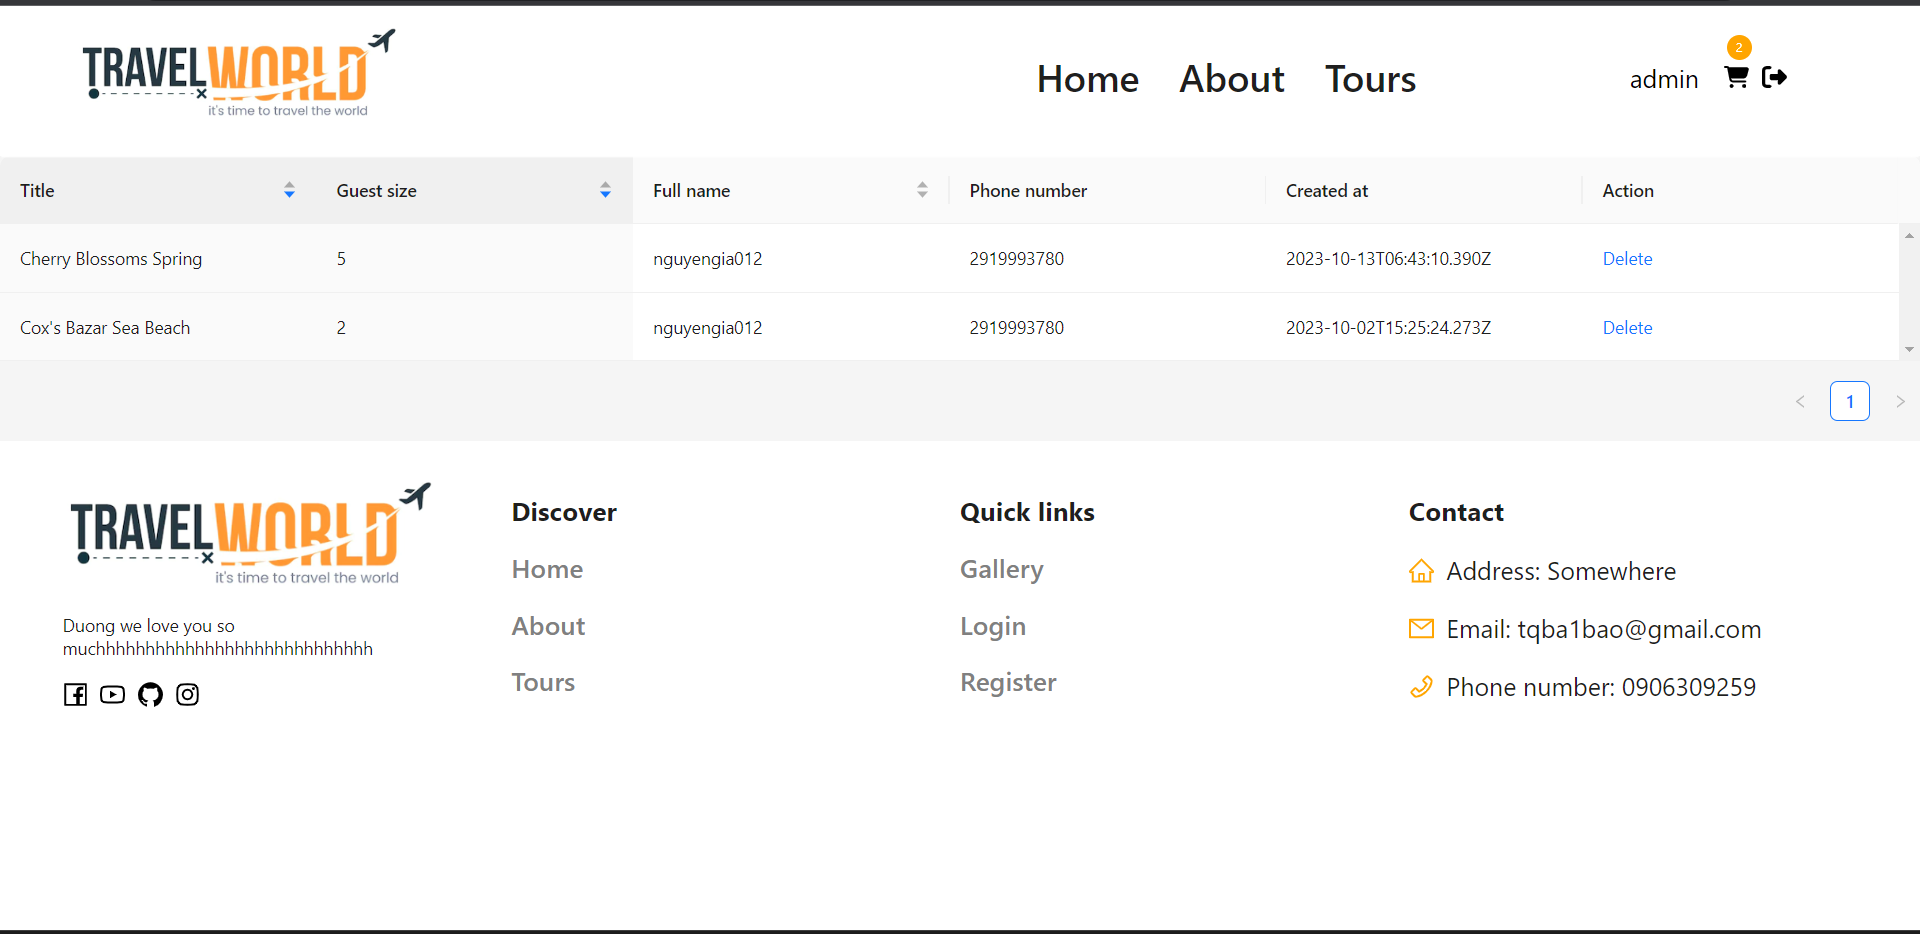 TRAVELWORLD
it's time to travel the world
Home About Tours
admin
2
Title Guest size Full name Phone number Created at Action
Cherry Blossoms Spring 5 nguyengia012 2919993780 2023-10-13T06:43:10.390Z Delete
Cox's Bazar Sea Beach 2 nguyengia012 2919993780 2023-10-02T15:25:24.273Z Delete
< 1 >
TRAVELWORLD
it's time to travel the world
Duong we love you so
muchhhhhhhhhhhhhhhhhhhhhhhhhhhhh
Discover
Home
About
Tours
Quick links
Gallery
Login
Register
Contact
Address: Somewhere
Email: tqba1bao@gmail.com
Phone number: 0906309259